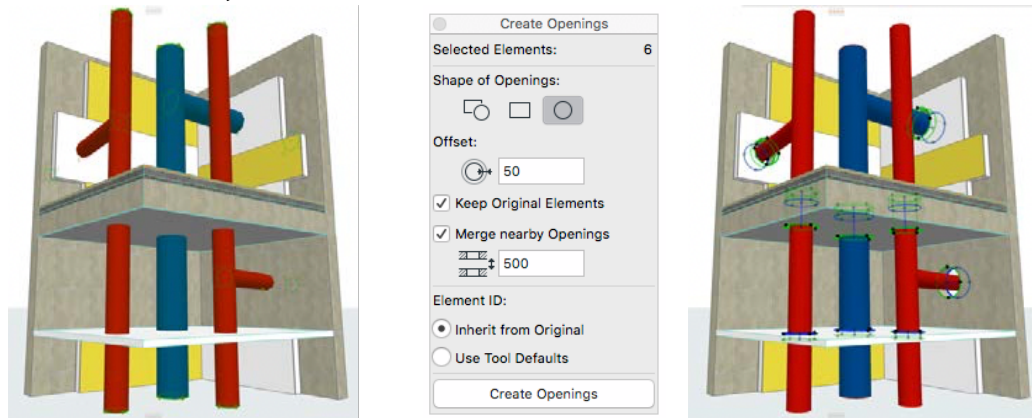 Create Openings
Selected Elements: 6
Shape of Openings:
Offset:
50
Keep Original Elements
Merge nearby Openings
500
Element ID:
Inherit from Original
Use Tool Defaults
Create Openings